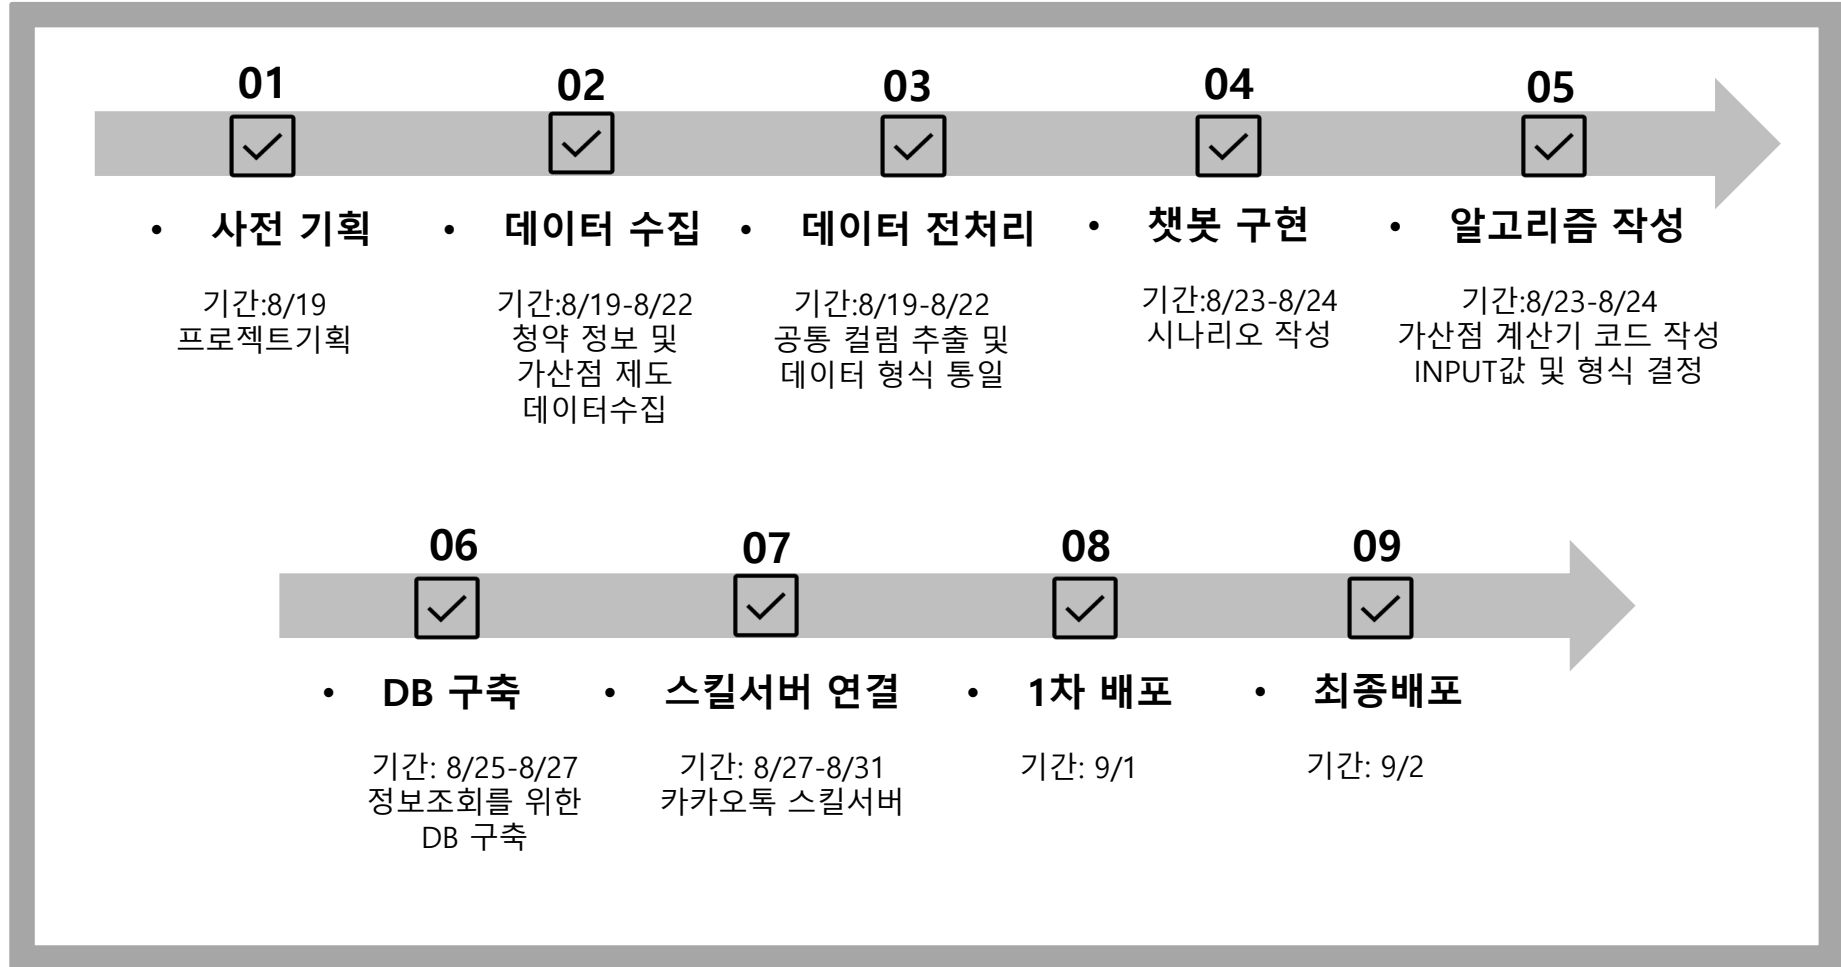 01
02
03
04
05
• 사전 기획
• 데이터 수집
• 데이터 전처리
• 챗봇 구현
• 알고리즘 작성
기간:8/19
프로젝트기획
기간:8/19-8/22
청약 정보 및
가산점 제도
데이터수집
기간:8/19-8/22
공통 컬럼 추출 및
데이터 형식 통일
기간:8/23-8/24
시나리오 작성
기간:8/23-8/24
가산점 계산기 코드 작성
INPUT값 및 형식 결정
06
07
08
09
• DB 구축
• 스킬서버 연결
• 1차 배포
• 최종배포
기간: 8/25-8/27
정보조회를 위한
DB 구축
기간: 8/27-8/31
카카오톡 스킬서버
기간: 9/1
기간: 9/2